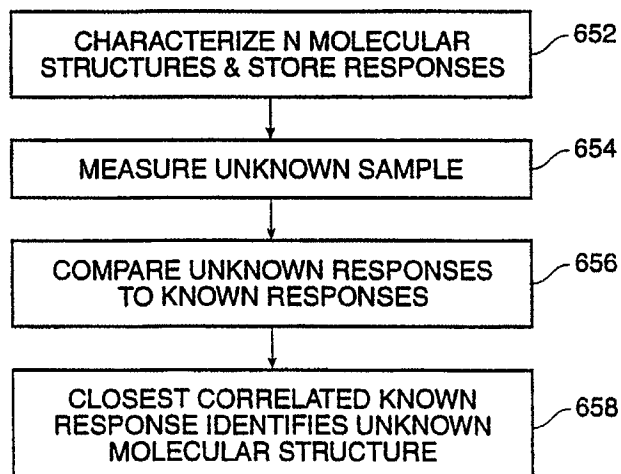 CHARACTERIZE N MOLECULAR
STRUCTURES & STORE RESPONSES
652
MEASURE UNKNOWN SAMPLE
654
COMPARE UNKNOWN RESPONSES
TO KNOWN RESPONSES
656
CLOSEST CORRELATED KNOWN
RESPONSE IDENTIFIES UNKNOWN
MOLECULAR STRUCTURE
658